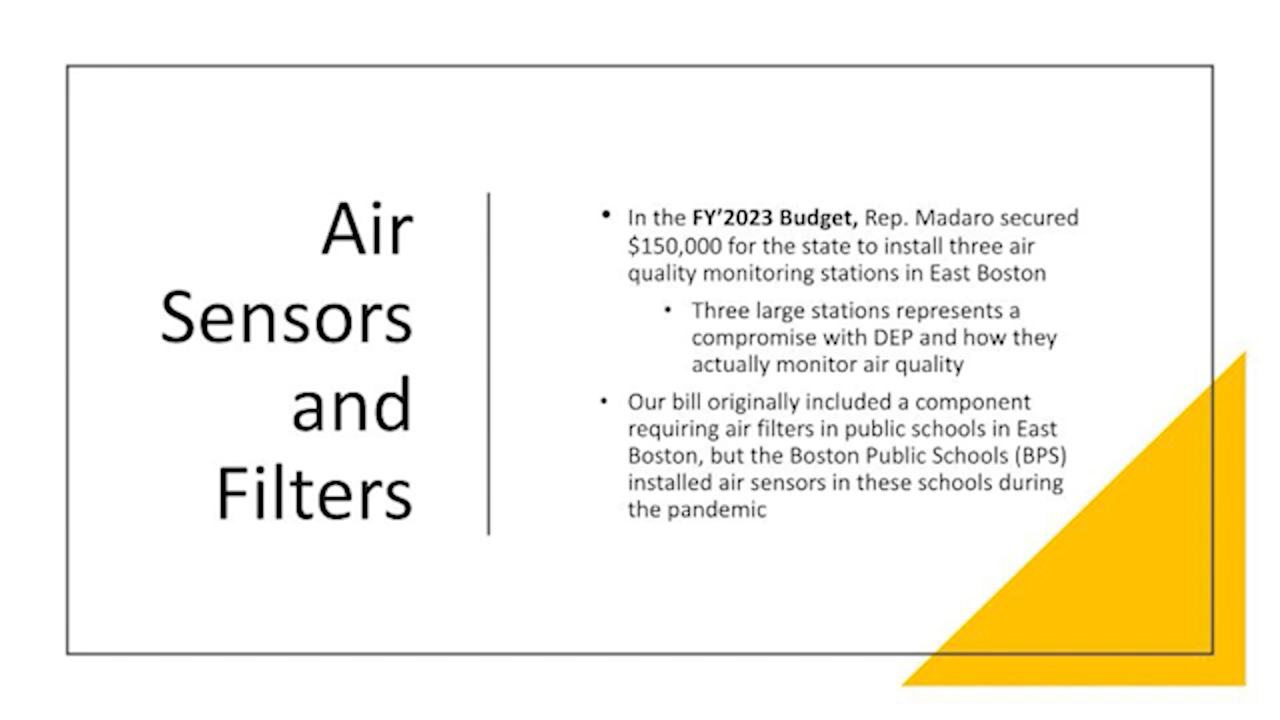 Air
Sensors
and
Filters
• In the FY’2023 Budget, Rep. Madaro secured
$150,000 for the state to install three air
quality monitoring stations in East Boston
• Three large stations represents a
compromise with DEP and how they
actually monitor air quality
• Our bill originally included a component
requiring air filters in public schools in East
Boston, but the Boston Public Schools (BPS)
installed air sensors in these schools during
the pandemic